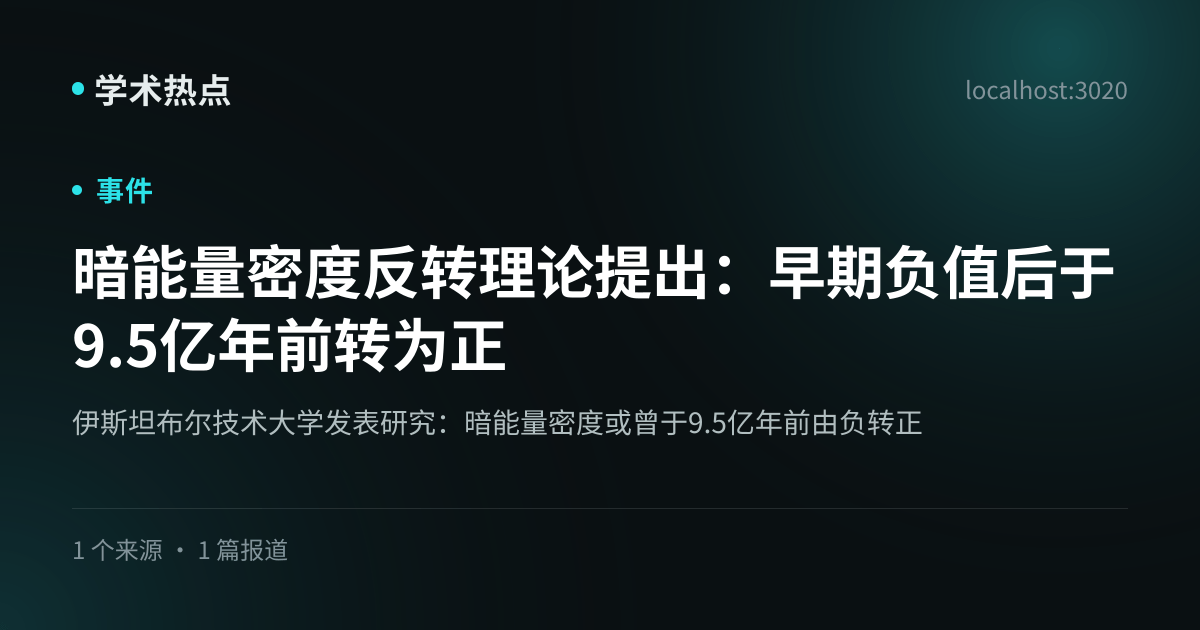 学术热点
localhost:3020
事件
暗能量密度反转理论提出：早期负值后于
9.5亿年前转为正
伊斯坦布尔技术大学发表研究：暗能量密度或曾于9.5亿年前由负转正
1 个来源 · 1 篇报道